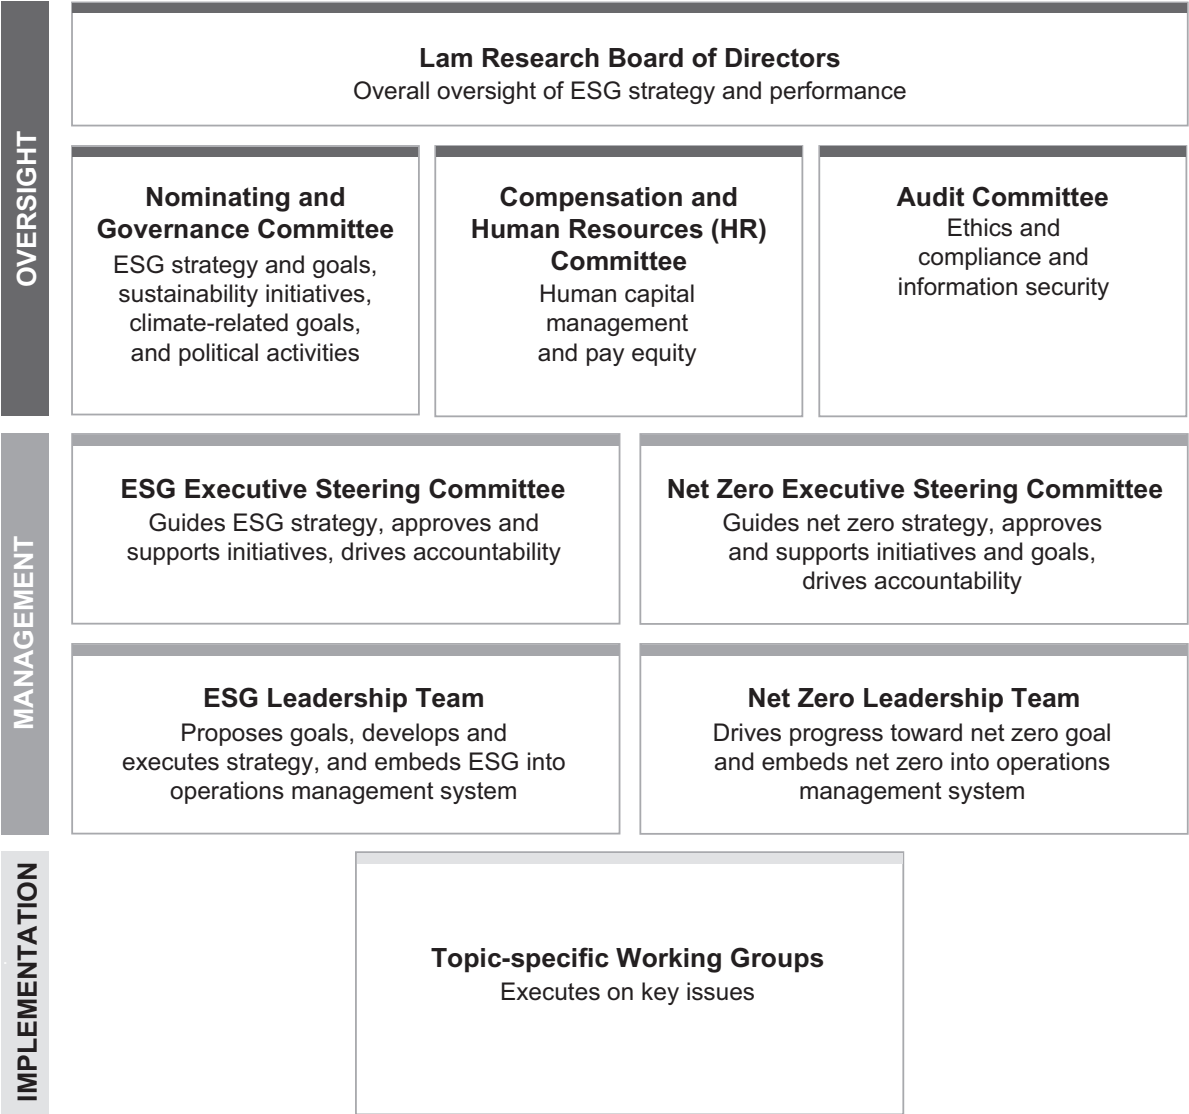 OVERSIGHT
Lam Research Board of Directors
Overall oversight of ESG strategy and performance
Nominating and
Governance Committee
ESG strategy and goals,
sustainability initiatives,
climate-related goals,
and political activities
Compensation and
Human Resources (HR)
Committee
Human capital
management
and pay equity
Audit Committee
Ethics and
compliance and
information security
MANAGEMENT
ESG Executive Steering Committee
Guides ESG strategy, approves and
supports initiatives, drives accountability
Net Zero Executive Steering Committee
Guides net zero strategy, approves
and supports initiatives and goals,
drives accountability
ESG Leadership Team
Proposes goals, develops and
executes strategy, and embeds ESG into
operations management system
Net Zero Leadership Team
Drives progress toward net zero goal
and embeds net zero into operations
management system
IMPLEMENTATION
Topic-specific Working Groups
Executes on key issues